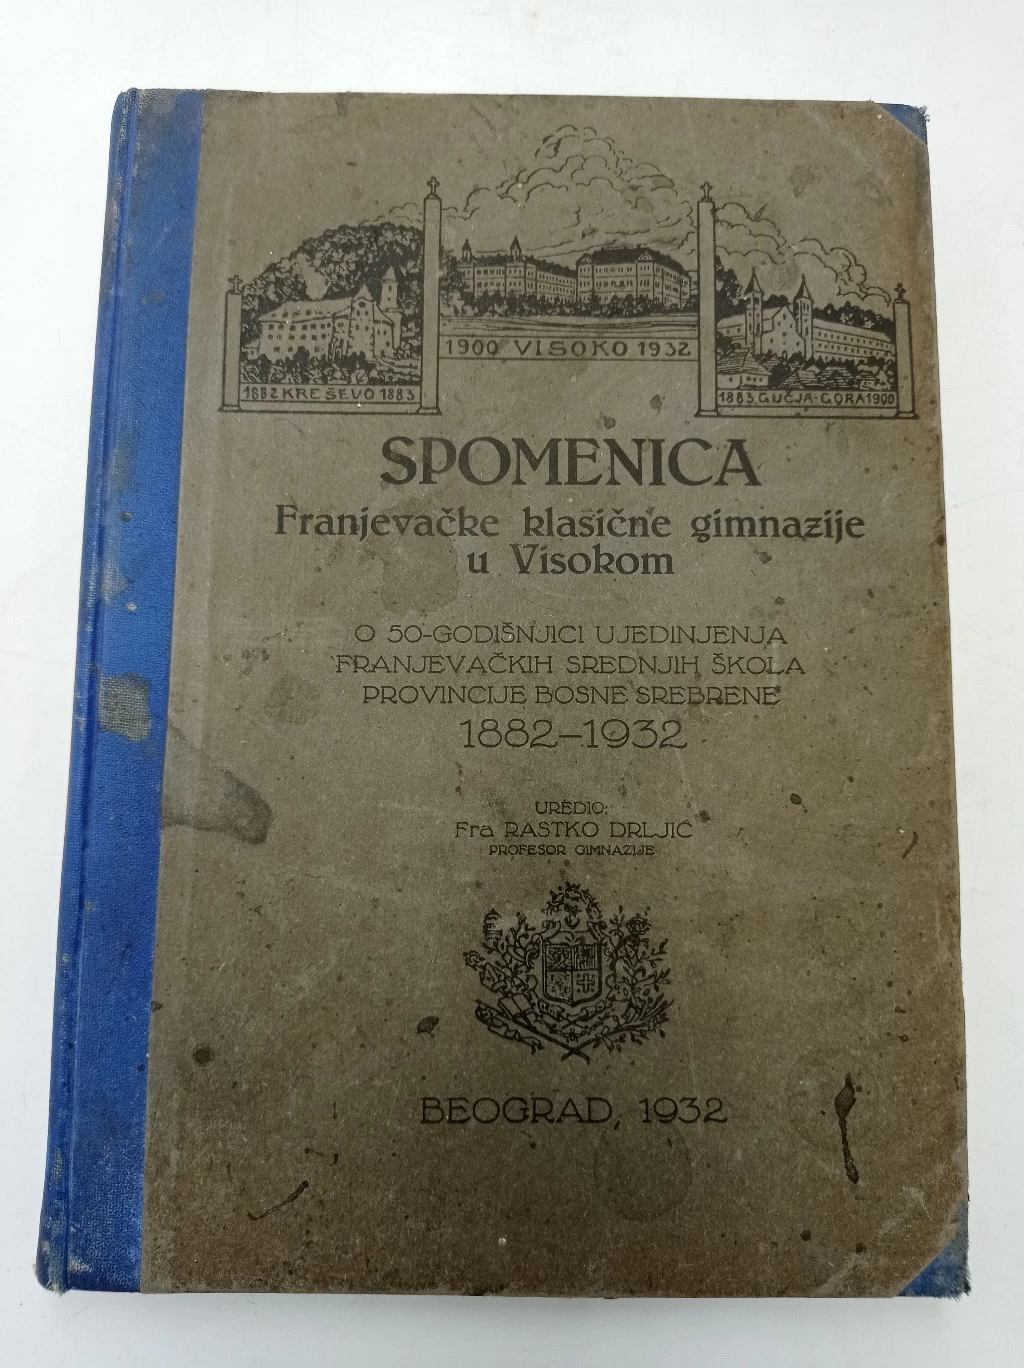 1900 VISOKO 1932
1882 KREŠEVO 1883
1883 GUČJA-GORA 1900
SPOMENICA
Franjevačke klasične gimnazije
u Visokom
O 50-GODIŠNJICI UJEDINJENJA
FRANJEVAČKIH SREDNJIH ŠKOLA
PROVINCIJE BOSNE SREBRENE
1882–1932
UREDIO:
Fra RASTKO DRLJIĆ
PROFESOR GIMNAZIJE
BEOGRAD, 1932